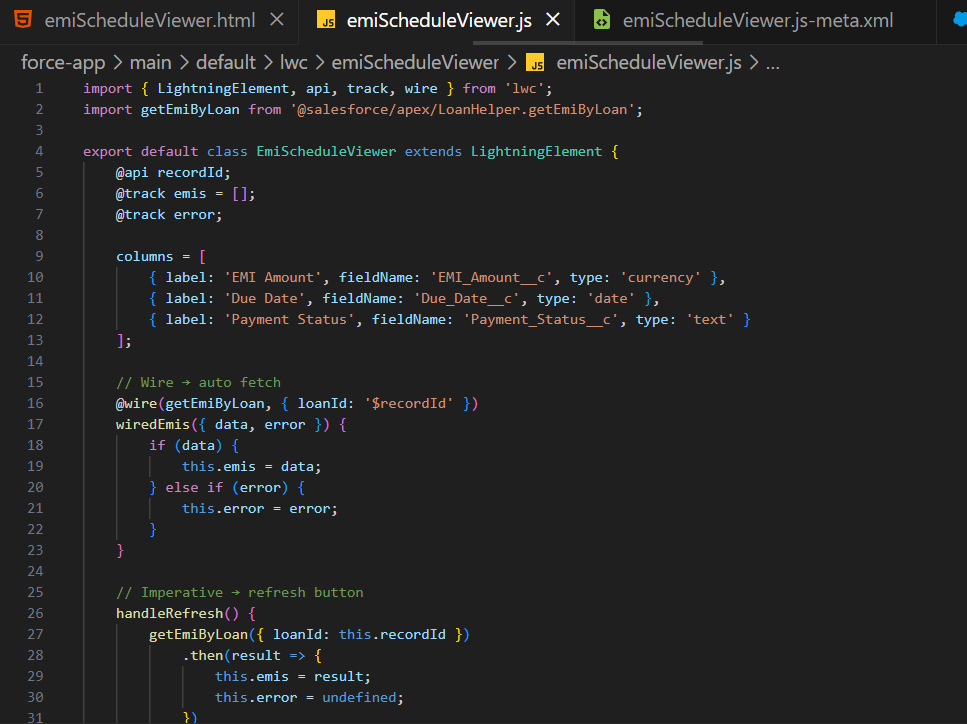 emiScheduleViewer.html
JS emiScheduleViewer.js
emiScheduleViewer.js-meta.xml
force-app > main > default > lwc > emiScheduleViewer > JS emiScheduleViewer.js > ...
1 import { LightningElement, api, track, wire } from 'lwc';
2 import getEmiByLoan from '@salesforce/apex/LoanHelper.getEmiByLoan';
3
4 export default class EmiScheduleViewer extends LightningElement {
5 @api recordId;
6 @track emis = [];
7 @track error;
8
9 columns = [
10 { label: 'EMI Amount', fieldName: 'EMI_Amount__c', type: 'currency' },
11 { label: 'Due Date', fieldName: 'Due_Date__c', type: 'date' },
12 { label: 'Payment Status', fieldName: 'Payment_Status__c', type: 'text' }
13 ];
14
15 // Wire → auto fetch
16 @wire(getEmiByLoan, { loanId: '$recordId' })
17 wiredEmis({ data, error }) {
18 if (data) {
19 this.emis = data;
20 } else if (error) {
21 this.error = error;
22 }
23 }
24
25 // Imperative → refresh button
26 handleRefresh() {
27 getEmiByLoan({ loanId: this.recordId })
28 .then(result => {
29 this.emis = result;
30 this.error = undefined;
31 })